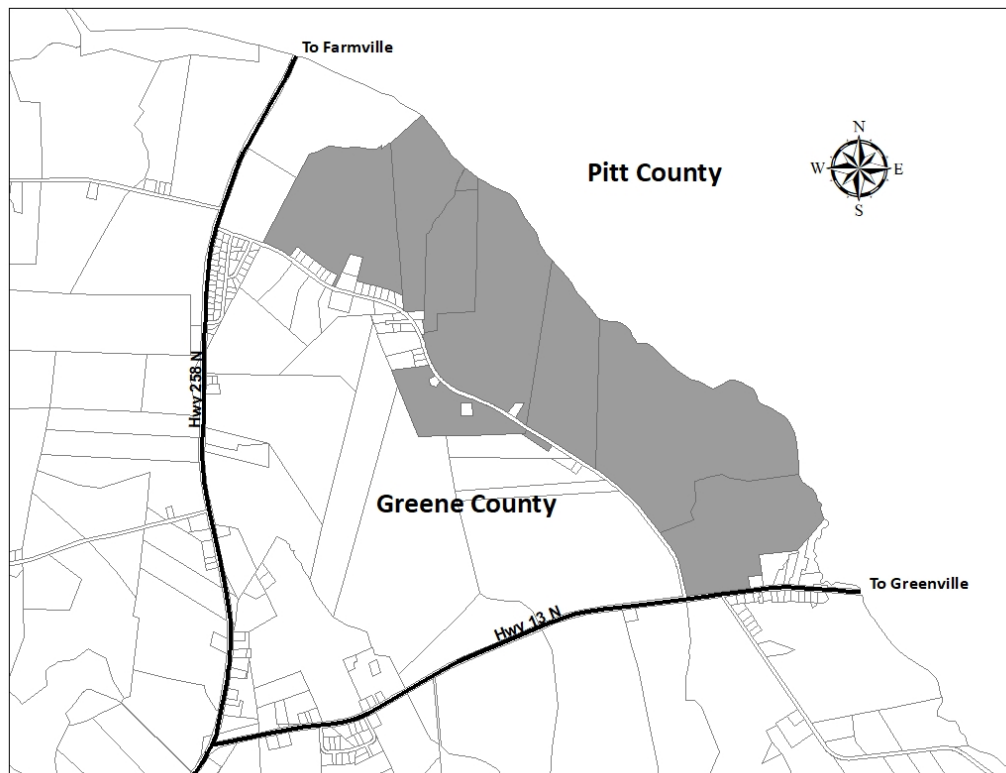 To Farmville
N
Pitt County
W
E
S
Hwy 258 N
Greene County
To Greenville
Hwy 13 N